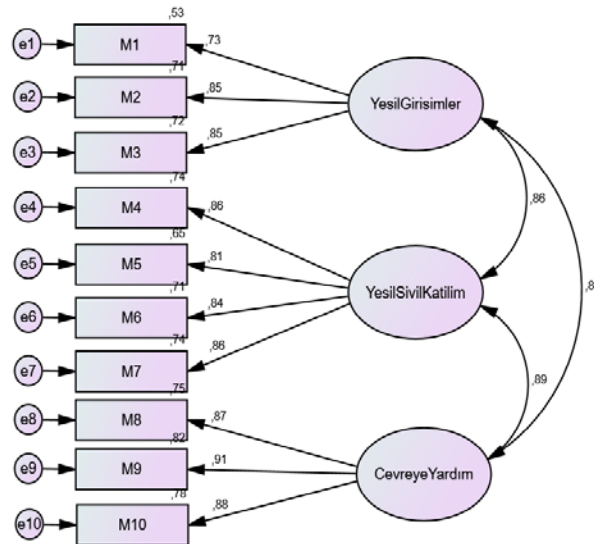 ,53
e1 M1 ,73
,71
e2 M2 ,85
,72
e3 M3 ,85
,74
e4 M4 ,86
,65
e5 M5 ,81
,71
e6 M6 ,84
,74
e7 M7 ,86
,75
e8 M8 ,87
,82
e9 M9 ,91
,78
e10 M10 ,88
YesilGirisimler
,86
YesilSivilKatilim
,89
CevreyeYardım